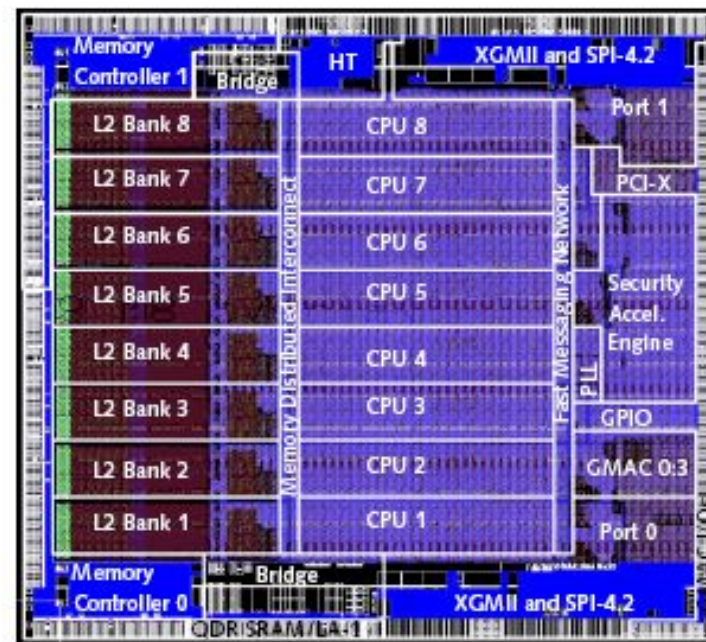 Memory
Controller 1
Bridge
HT
XGMII and SPI-4.2
L2 Bank 8
CPU 8
Port 1
L2 Bank 7
CPU 7
PCI-X
L2 Bank 6
CPU 6
L2 Bank 5
CPU 5
Security
Accel.
Engine
L2 Bank 4
CPU 4
PLL
L2 Bank 3
CPU 3
GPIO
L2 Bank 2
CPU 2
GMAC 0:3
L2 Bank 1
CPU 1
Port 0
Memory Distributed Interconnect
Fast Messaging Network
Memory
Controller 0
Bridge
XGMII and SPI-4.2
QDRISRAM/LA-1